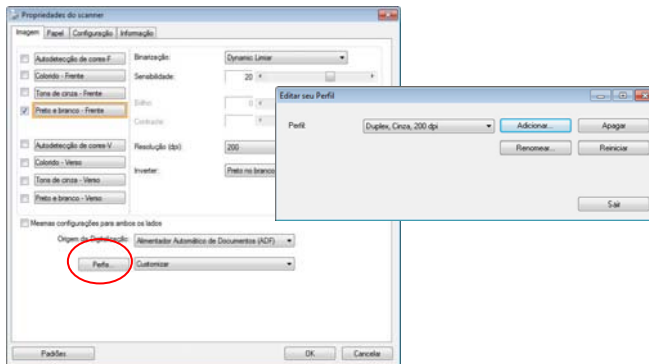 Propriedades do scanner
Imagem Papel Configuração Informação
Autodetecção de cores-F
Colorido - Frente
Tons de cinza - Frente
Preto e branco - Frente
Autodetecção de cores-V
Colorido - Verso
Tons de cinza - Verso
Preto e branco - Verso
Binarização: Dynamic Limiar
Sensibilidade: 20
Brilho: 0
Contraste:
Resolução (dpi): 200
Inverter: Preto no branco
Mesmas configurações para ambos os lados
Origem da Digitalização: Alimentador Automático de Documentos (ADF)
Perfis... Customizar
Padrões OK Cancelar
Editar seu Perfil
Perfil: Duplex, Cinza, 200 dpi Adicionar... Apagar
Renomear... Reiniciar
Sair